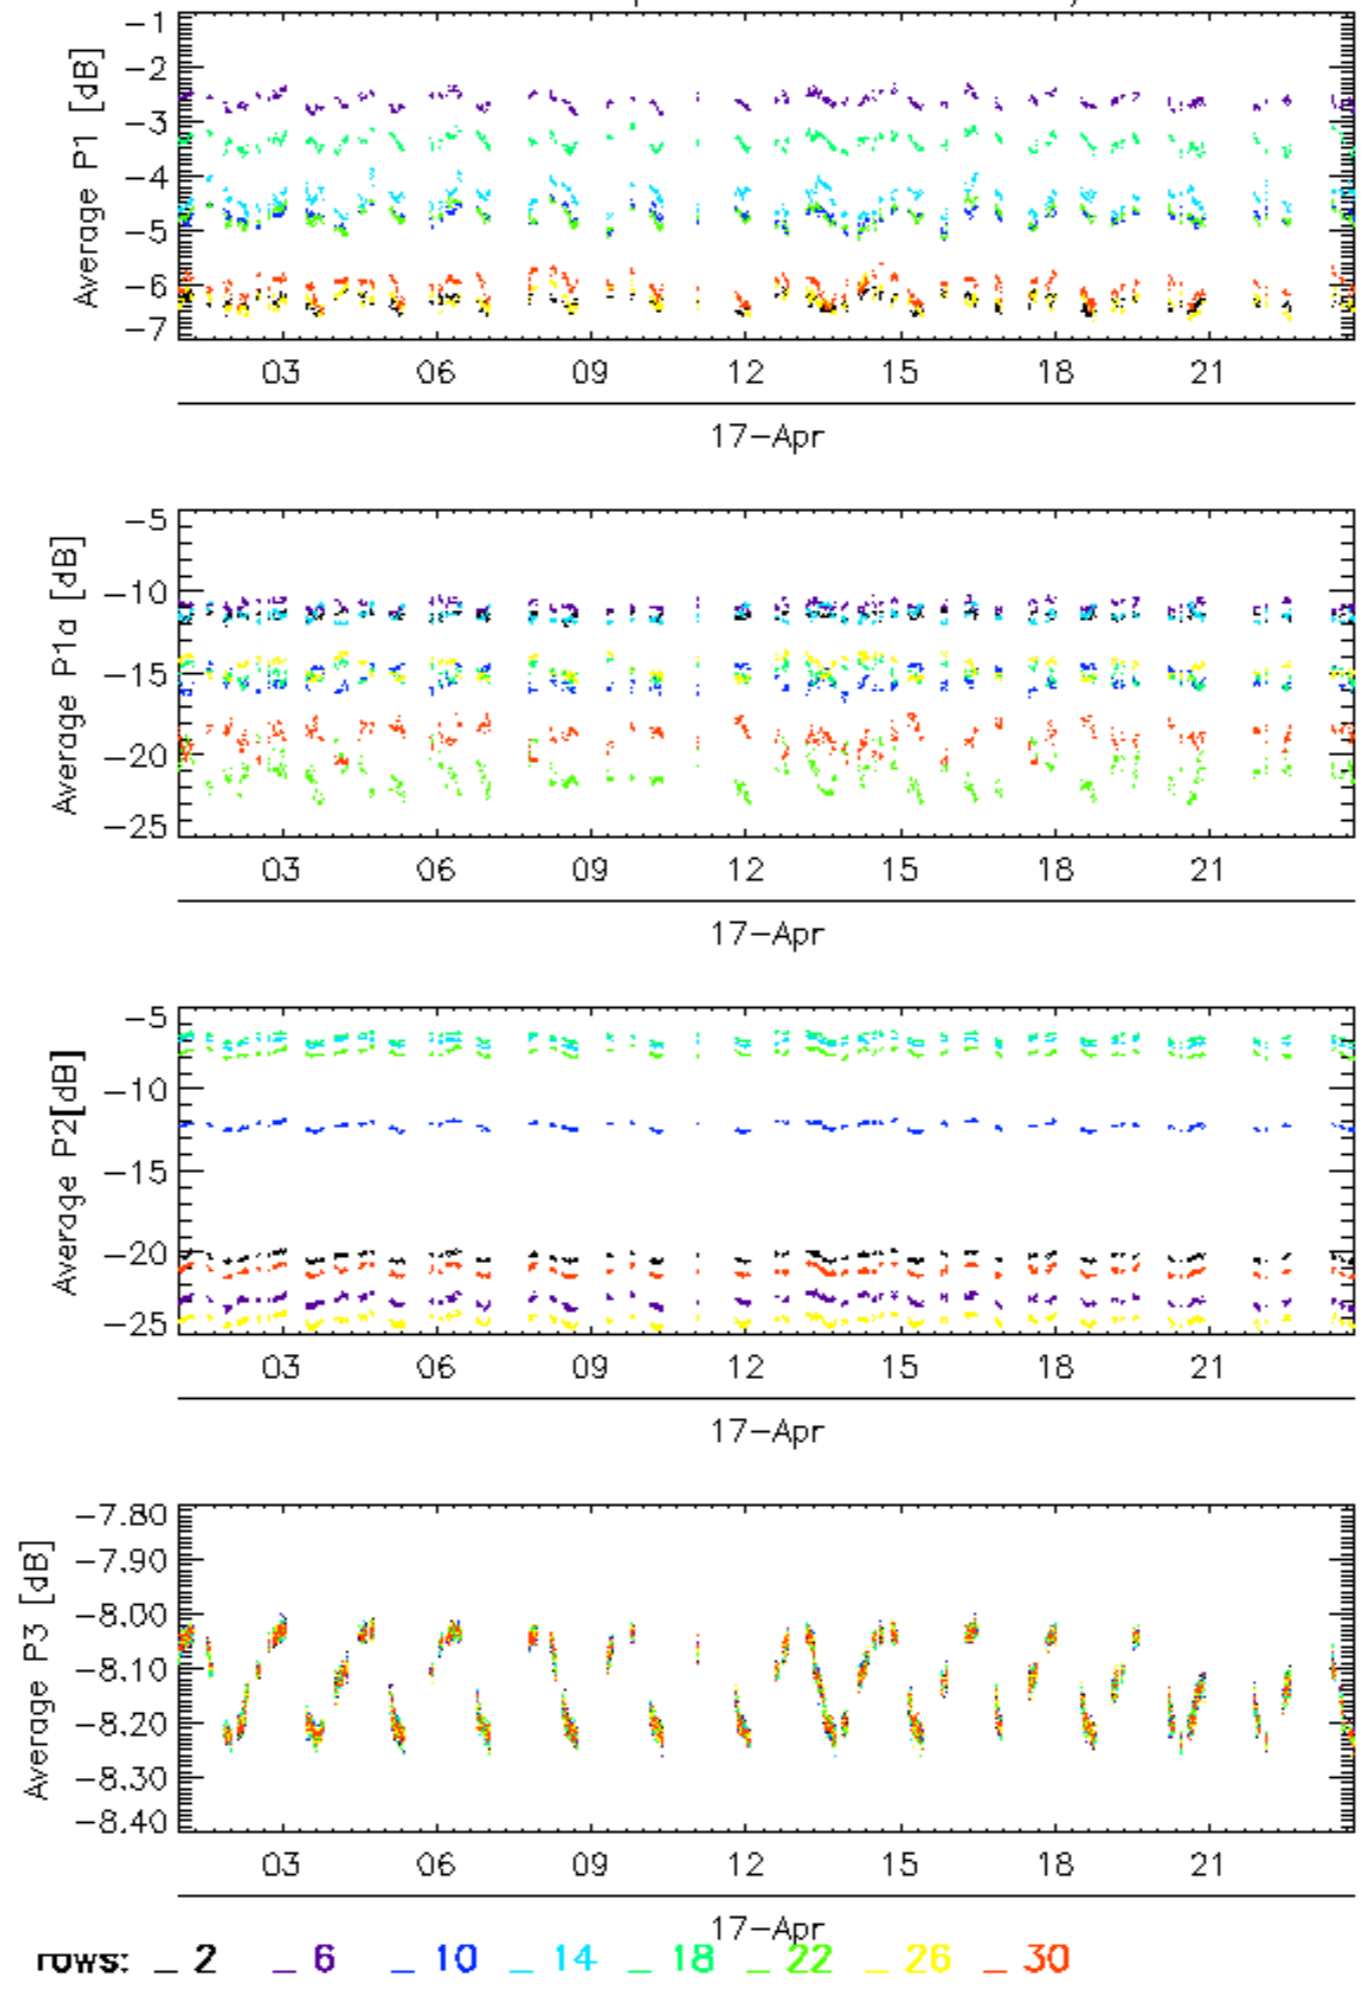 Average P1 [dB]
-1
-2
-3
-4
-5
-6
-7
03 06 09 12 15 18 21
17-Apr
Average P1a [dB]
-5
-10
-15
-20
-25
03 06 09 12 15 18 21
17-Apr
Average P2[dB]
-5
-10
-15
-20
-25
03 06 09 12 15 18 21
17-Apr
Average P3 [dB]
-7.80
-7.90
-8.00
-8.10
-8.20
-8.30
-8.40
03 06 09 12 15 18 21
17-Apr
rows: _ 2 _ 6 _ 10 _ 14 _ 18 _ 22 _ 26 _ 30